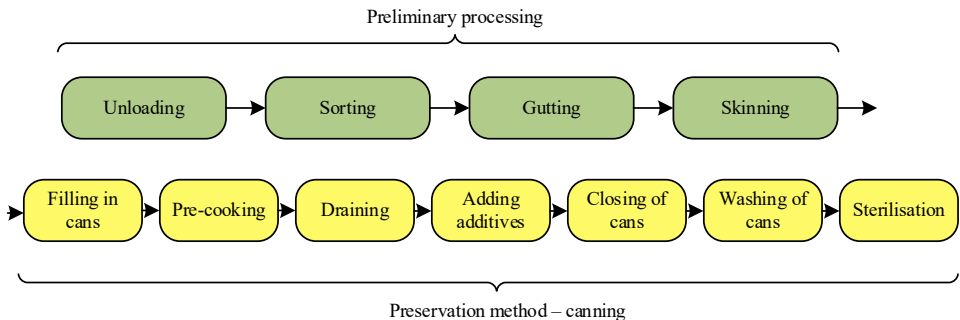 Preliminary processing
Unloading
Sorting
Gutting
Skinning
Filling in
cans
Pre-cooking
Draining
Adding
additives
Closing of
cans
Washing of
cans
Sterilisation
Preservation method – canning